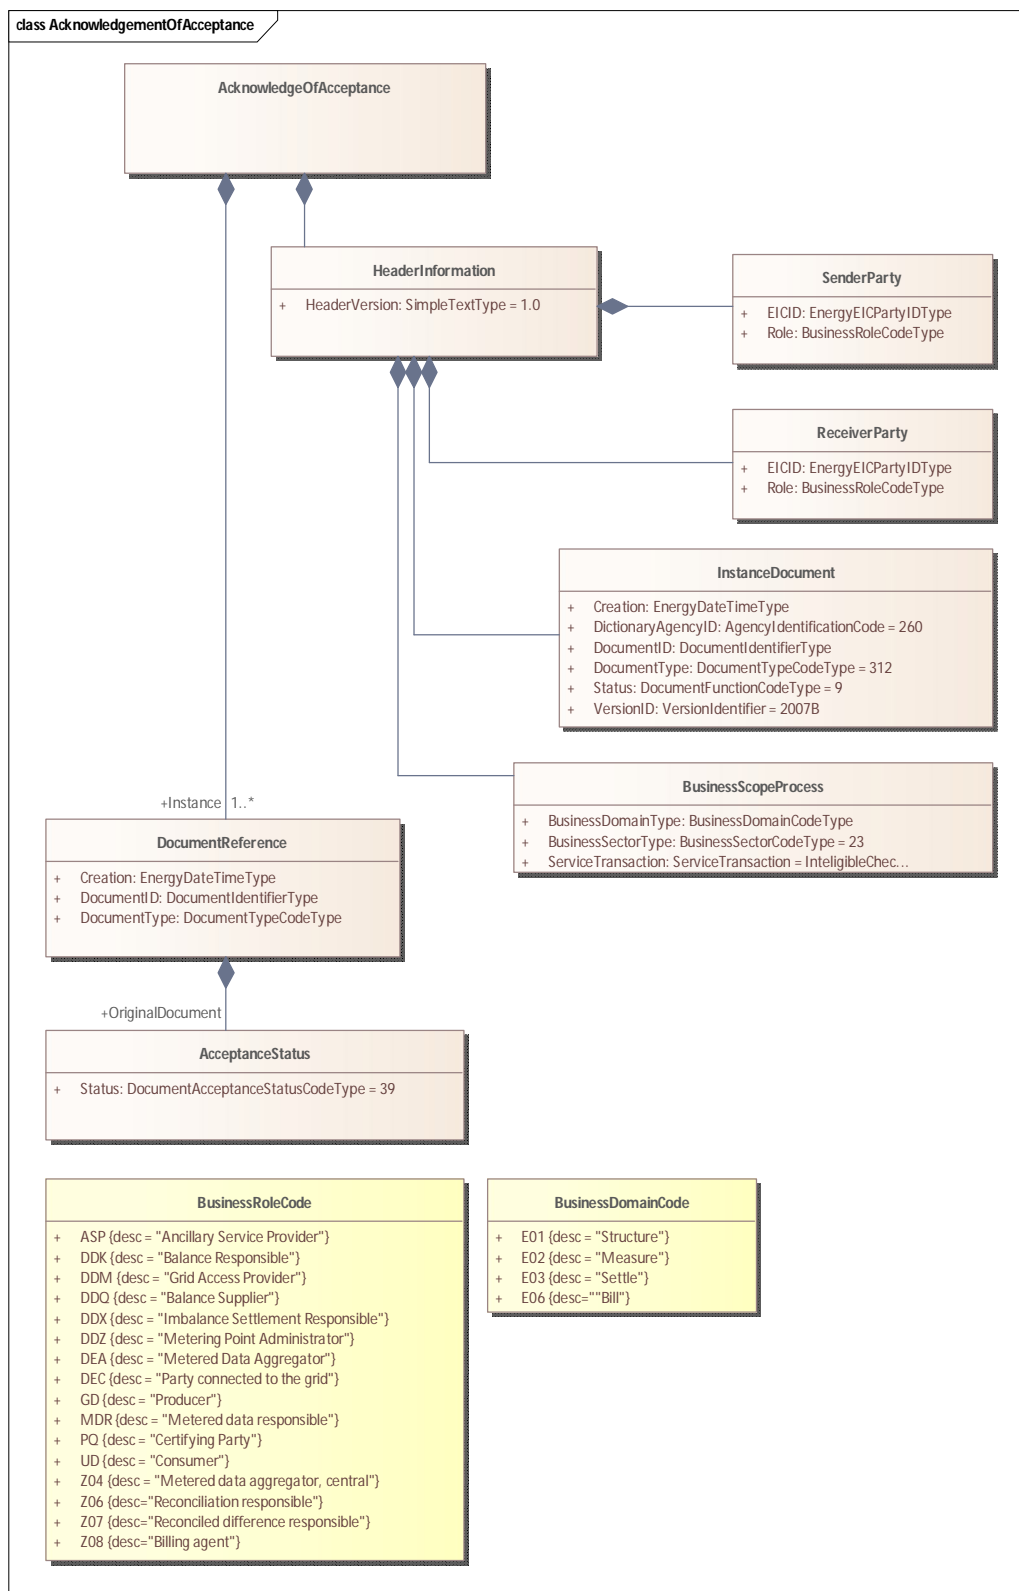 class AcknowledgementOfAcceptance
AcknowledgeOfAcceptance
HeaderInformation
+ HeaderVersion: SimpleTextType = 1.0
SenderParty
+ EICID: EnergyEICPartyIDType
+ Role: BusinessRoleCodeType
ReceiverParty
+ EICID: EnergyEICPartyIDType
+ Role: BusinessRoleCodeType
InstanceDocument
+ Creation: EnergyDateTimeType
+ DictionaryAgencyID: AgencyIdentificationCode = 260
+ DocumentID: DocumentIdentifierType
+ DocumentType: DocumentTypeCodeType = 312
+ Status: DocumentFunctionCodeType = 9
+ VersionID: VersionIdentifier = 2007B
BusinessScopeProcess
+ BusinessDomainType: BusinessDomainCodeType
+ BusinessSectorType: BusinessSectorCodeType = 23
+ ServiceTransaction: ServiceTransaction = InteligibleChec...
+Instance 1..*
DocumentReference
+ Creation: EnergyDateTimeType
+ DocumentID: DocumentIdentifierType
+ DocumentType: DocumentTypeCodeType
+OriginalDocument
AcceptanceStatus
+ Status: DocumentAcceptanceStatusCodeType = 39
BusinessRoleCode
+ ASP {desc = "Ancillary Service Provider"}
+ DDK {desc = "Balance Responsible"}
+ DDM {desc = "Grid Access Provider"}
+ DDQ {desc = "Balance Supplier"}
+ DDX {desc = "Imbalance Settlement Responsible"}
+ DDZ {desc = "Metering Point Administrator"}
+ DEA {desc = "Metered Data Aggregator"}
+ DEC {desc = "Party connected to the grid"}
+ GD {desc = "Producer"}
+ MDR {desc = "Metered data responsible"}
+ PQ {desc = "Certifying Party"}
+ UD {desc = "Consumer"}
+ Z04 {desc = "Metered data aggregator, central"}
+ Z06 {desc="Reconciliation responsible"}
+ Z07 {desc="Reconciled difference responsible"}
+ Z08 {desc="Billing agent"}
BusinessDomainCode
+ E01 {desc = "Structure"}
+ E02 {desc = "Measure"}
+ E03 {desc = "Settle"}
+ E06 {desc=""Bill"}